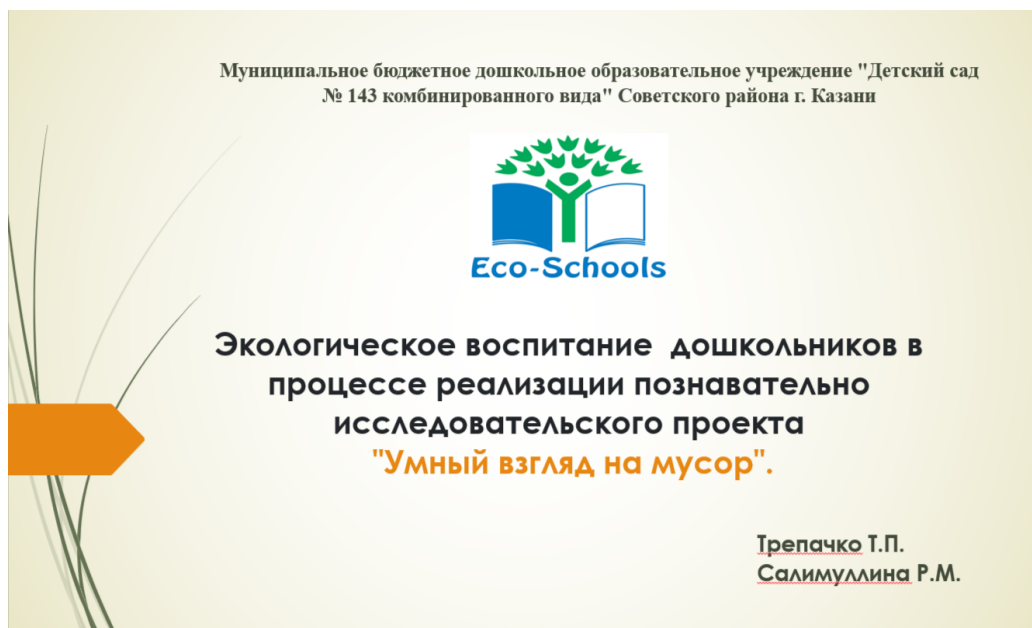 Муниципальное бюджетное дошкольное образовательное учреждение "Детский сад
№ 143 комбинированного вида" Советского района г. Казани
Eco-Schools
Экологическое воспитание  дошкольников в
процессе реализации познавательно
исследовательского проекта
"Умный взгляд на мусор".
Трепачко Т.П.
Салимуллина Р.М.